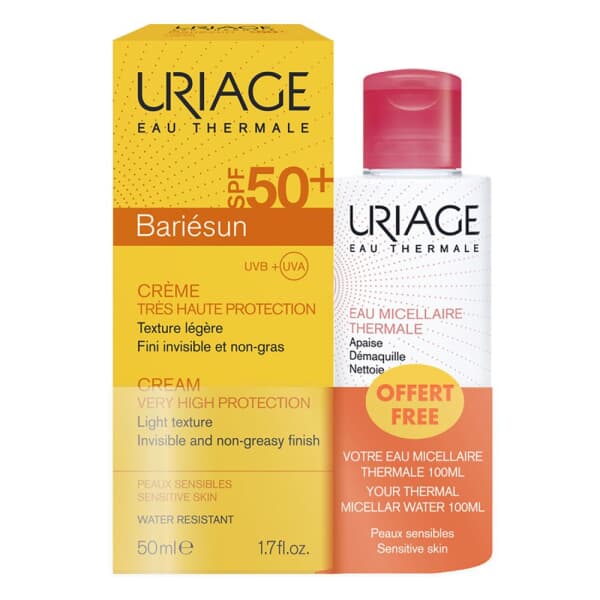 URIAGE
EAU THERMALE
SPF50+
Bariésun
UVB + UVA
CRÈME
TRÈS HAUTE PROTECTION
Texture légère
Fini invisible et non-gras
CREAM
VERY HIGH PROTECTION
Light texture
Invisible and non-greasy finish
PEAUX SENSIBLES
SENSITIVE SKIN
WATER RESISTANT
50ml e 1.7fl.oz.
URIAGE
EAU THERMALE
EAU MICELLAIRE
THERMALE
Apaise
Démaquille
Nettoie
OFFERT
FREE
VOTRE EAU MICELLAIRE
THERMALE 100ML
YOUR THERMAL
MICELLAR WATER 100ML
Peaux sensibles
Sensitive skin